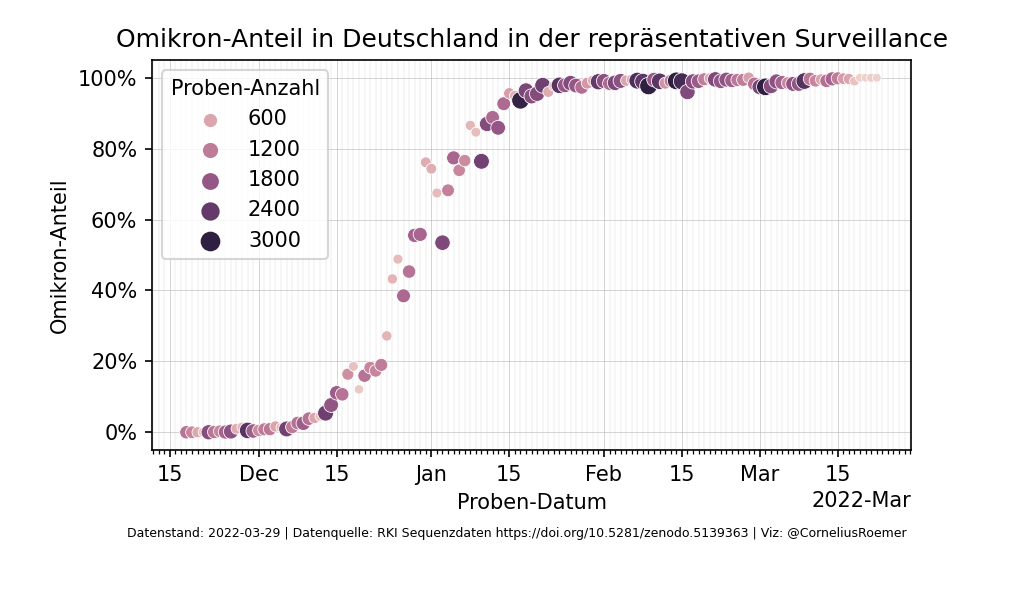 Omikron-Anteil in Deutschland in der repräsentativen Surveillance
Omikron-Anteil
100%
80%
60%
40%
20%
0%
Proben-Anzahl
600
1200
1800
2400
3000
15 Dec 15 Jan 15 Feb 15 Mar 15
Proben-Datum
2022-Mar
Datenstand: 2022-03-29 | Datenquelle: RKI Sequenzdaten https://doi.org/10.5281/zenodo.5139363 | Viz: @CorneliusRoemer